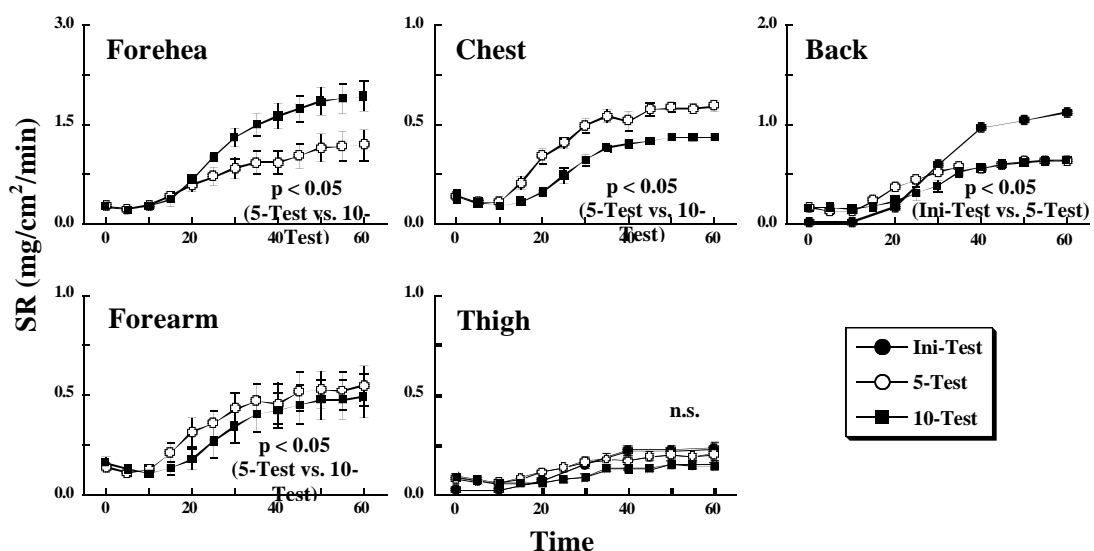 SR (mg/cm²/min)
Forehea
3.0
1.5
0.0
0
20
40
60
p < 0.05
(5-Test vs. 10-
Test)
Chest
1.0
0.5
0.0
0
20
40
60
p < 0.05
(5-Test vs. 10-
Test)
Back
2.0
1.0
0.0
0
20
40
60
p < 0.05
(Ini-Test vs. 5-Test)
Forearm
1.0
0.5
0.0
0
20
40
60
p < 0.05
(5-Test vs. 10-
Test)
Thigh
1.0
0.5
0.0
0
20
40
60
n.s.
Ini-Test
5-Test
10-Test
Time